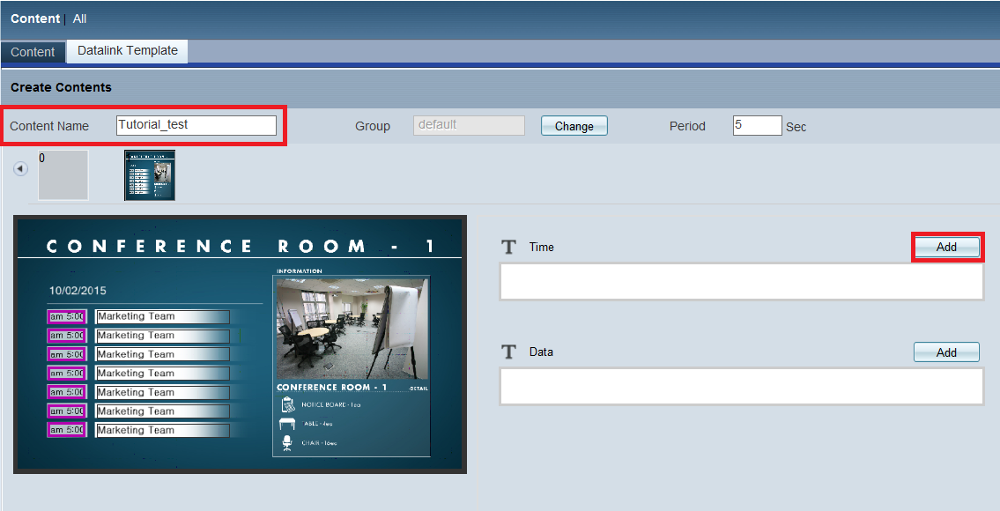 Content | All
Content Datalink Template
Create Contents
Content Name Tutorial_test Group default Change Period 5 Sec
0
CONFERENCE ROOM - 1
INFORMATION
10/02/2015
am 5:00 Marketing Team
am 5:00 Marketing Team
am 5:00 Marketing Team
am 5:00 Marketing Team
am 5:00 Marketing Team
am 5:00 Marketing Team
am 5:00 Marketing Team
CONFERENCE ROOM - 1 -DETAIL
NOTICE BOARD - 1ea
TABLE - 4ea
CHAIR - 16ea
T Time Add
T Data Add